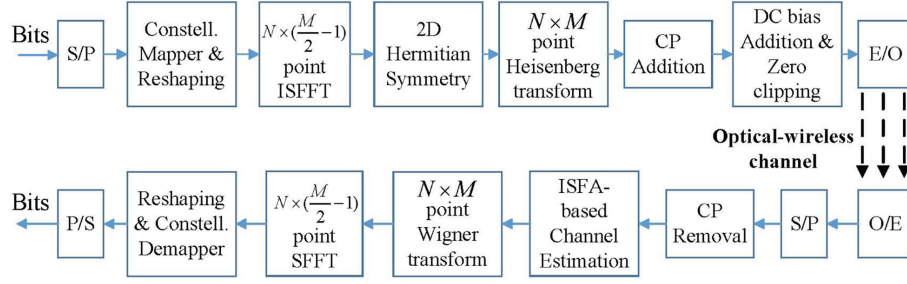 Bits
S/P
Constell.
Mapper &
Reshaping
N × (M/2 −1)
point
ISFFT
2D
Hermitian
Symmetry
N × M
point
Heisenberg
transform
CP
Addition
DC bias
Addition &
Zero
clipping
E/O
Optical-wireless
channel
Bits
P/S
Reshaping
& Constell.
Demapper
N × (M/2 −1)
point
SFFT
N × M
point
Wigner
transform
ISFA-
based
Channel
Estimation
CP
Removal
S/P
O/E